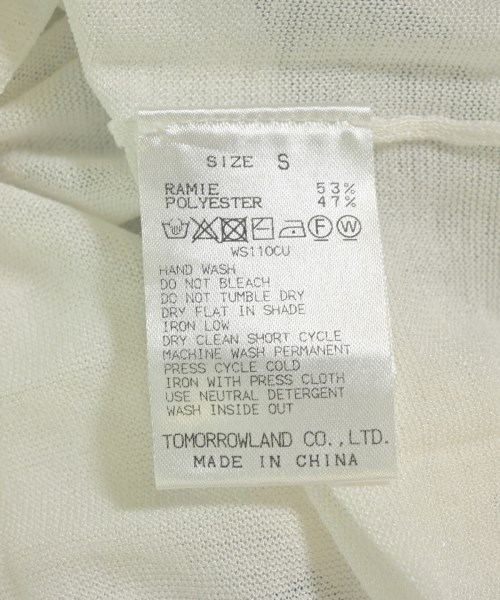 SIZE S
RAMIE 53%
POLYESTER 47%
F W
WS110CU
HAND WASH
DO NOT BLEACH
DO NOT TUMBLE DRY
DRY FLAT IN SHADE
IRON LOW
DRY CLEAN SHORT CYCLE
MACHINE WASH PERMANENT
PRESS CYCLE COLD
IRON WITH PRESS CLOTH
USE NEUTRAL DETERGENT
WASH INSIDE OUT
TOMORROWLAND CO.,LTD.
MADE IN CHINA